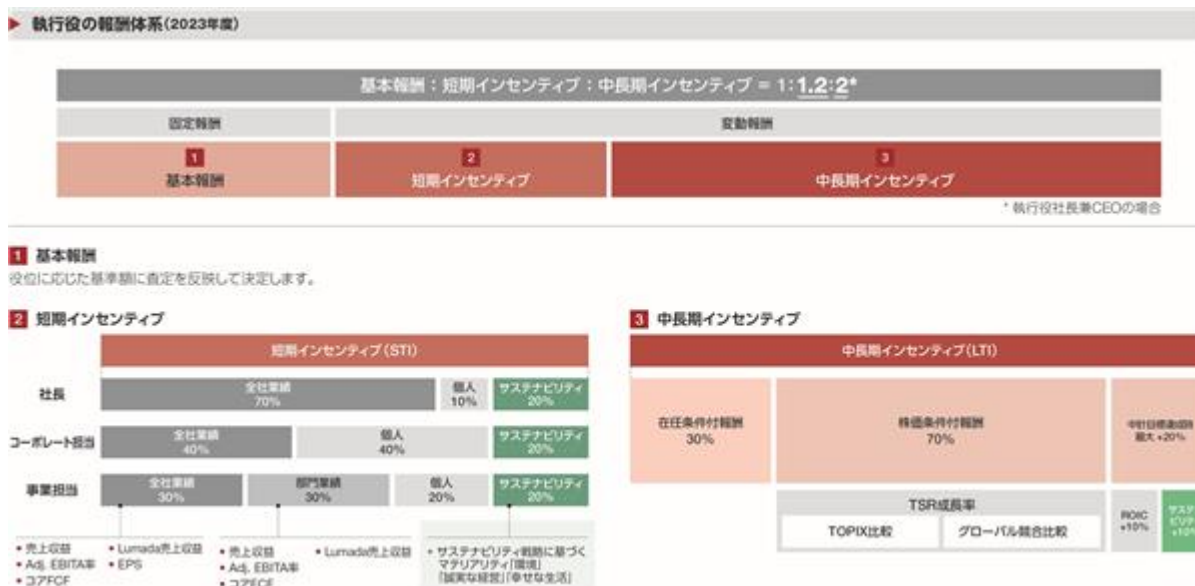 執行役の報酬体系(2023年度)
基本報酬：短期インセンティブ：中長期インセンティブ = 1：1.2：2*
固定報酬
変動報酬
1
基本報酬
2
短期インセンティブ
3
中長期インセンティブ
* 執行役社長兼CEOの場合
1 基本報酬
役位に応じた基準額に査定を反映して決定します。
2 短期インセンティブ
短期インセンティブ(STI)
社長
全社業績 70%
個人 10%
サステナビリティ 20%
コーポレート担当
全社業績 40%
個人 40%
サステナビリティ 20%
事業担当
全社業績 30%
部門業績 30%
個人 20%
サステナビリティ 20%
• 売上収益
• Adj. EBITA率
• コアFCF
• Lumada売上収益
• EPS
• 売上収益
• Adj. EBITA率
• コアFCF
• Lumada売上収益
• サステナビリティ戦略に基づく
マテリアリティ「環境」
「誠実な経営」「幸せな生活」
3 中長期インセンティブ
中長期インセンティブ(LTI)
在任条件付報酬
30%
株価条件付報酬
70%
最大 +20%
TSR成長率
TOPIX比較
グローバル競合比較
ROIC
+10%
サステナビリティ
+10%